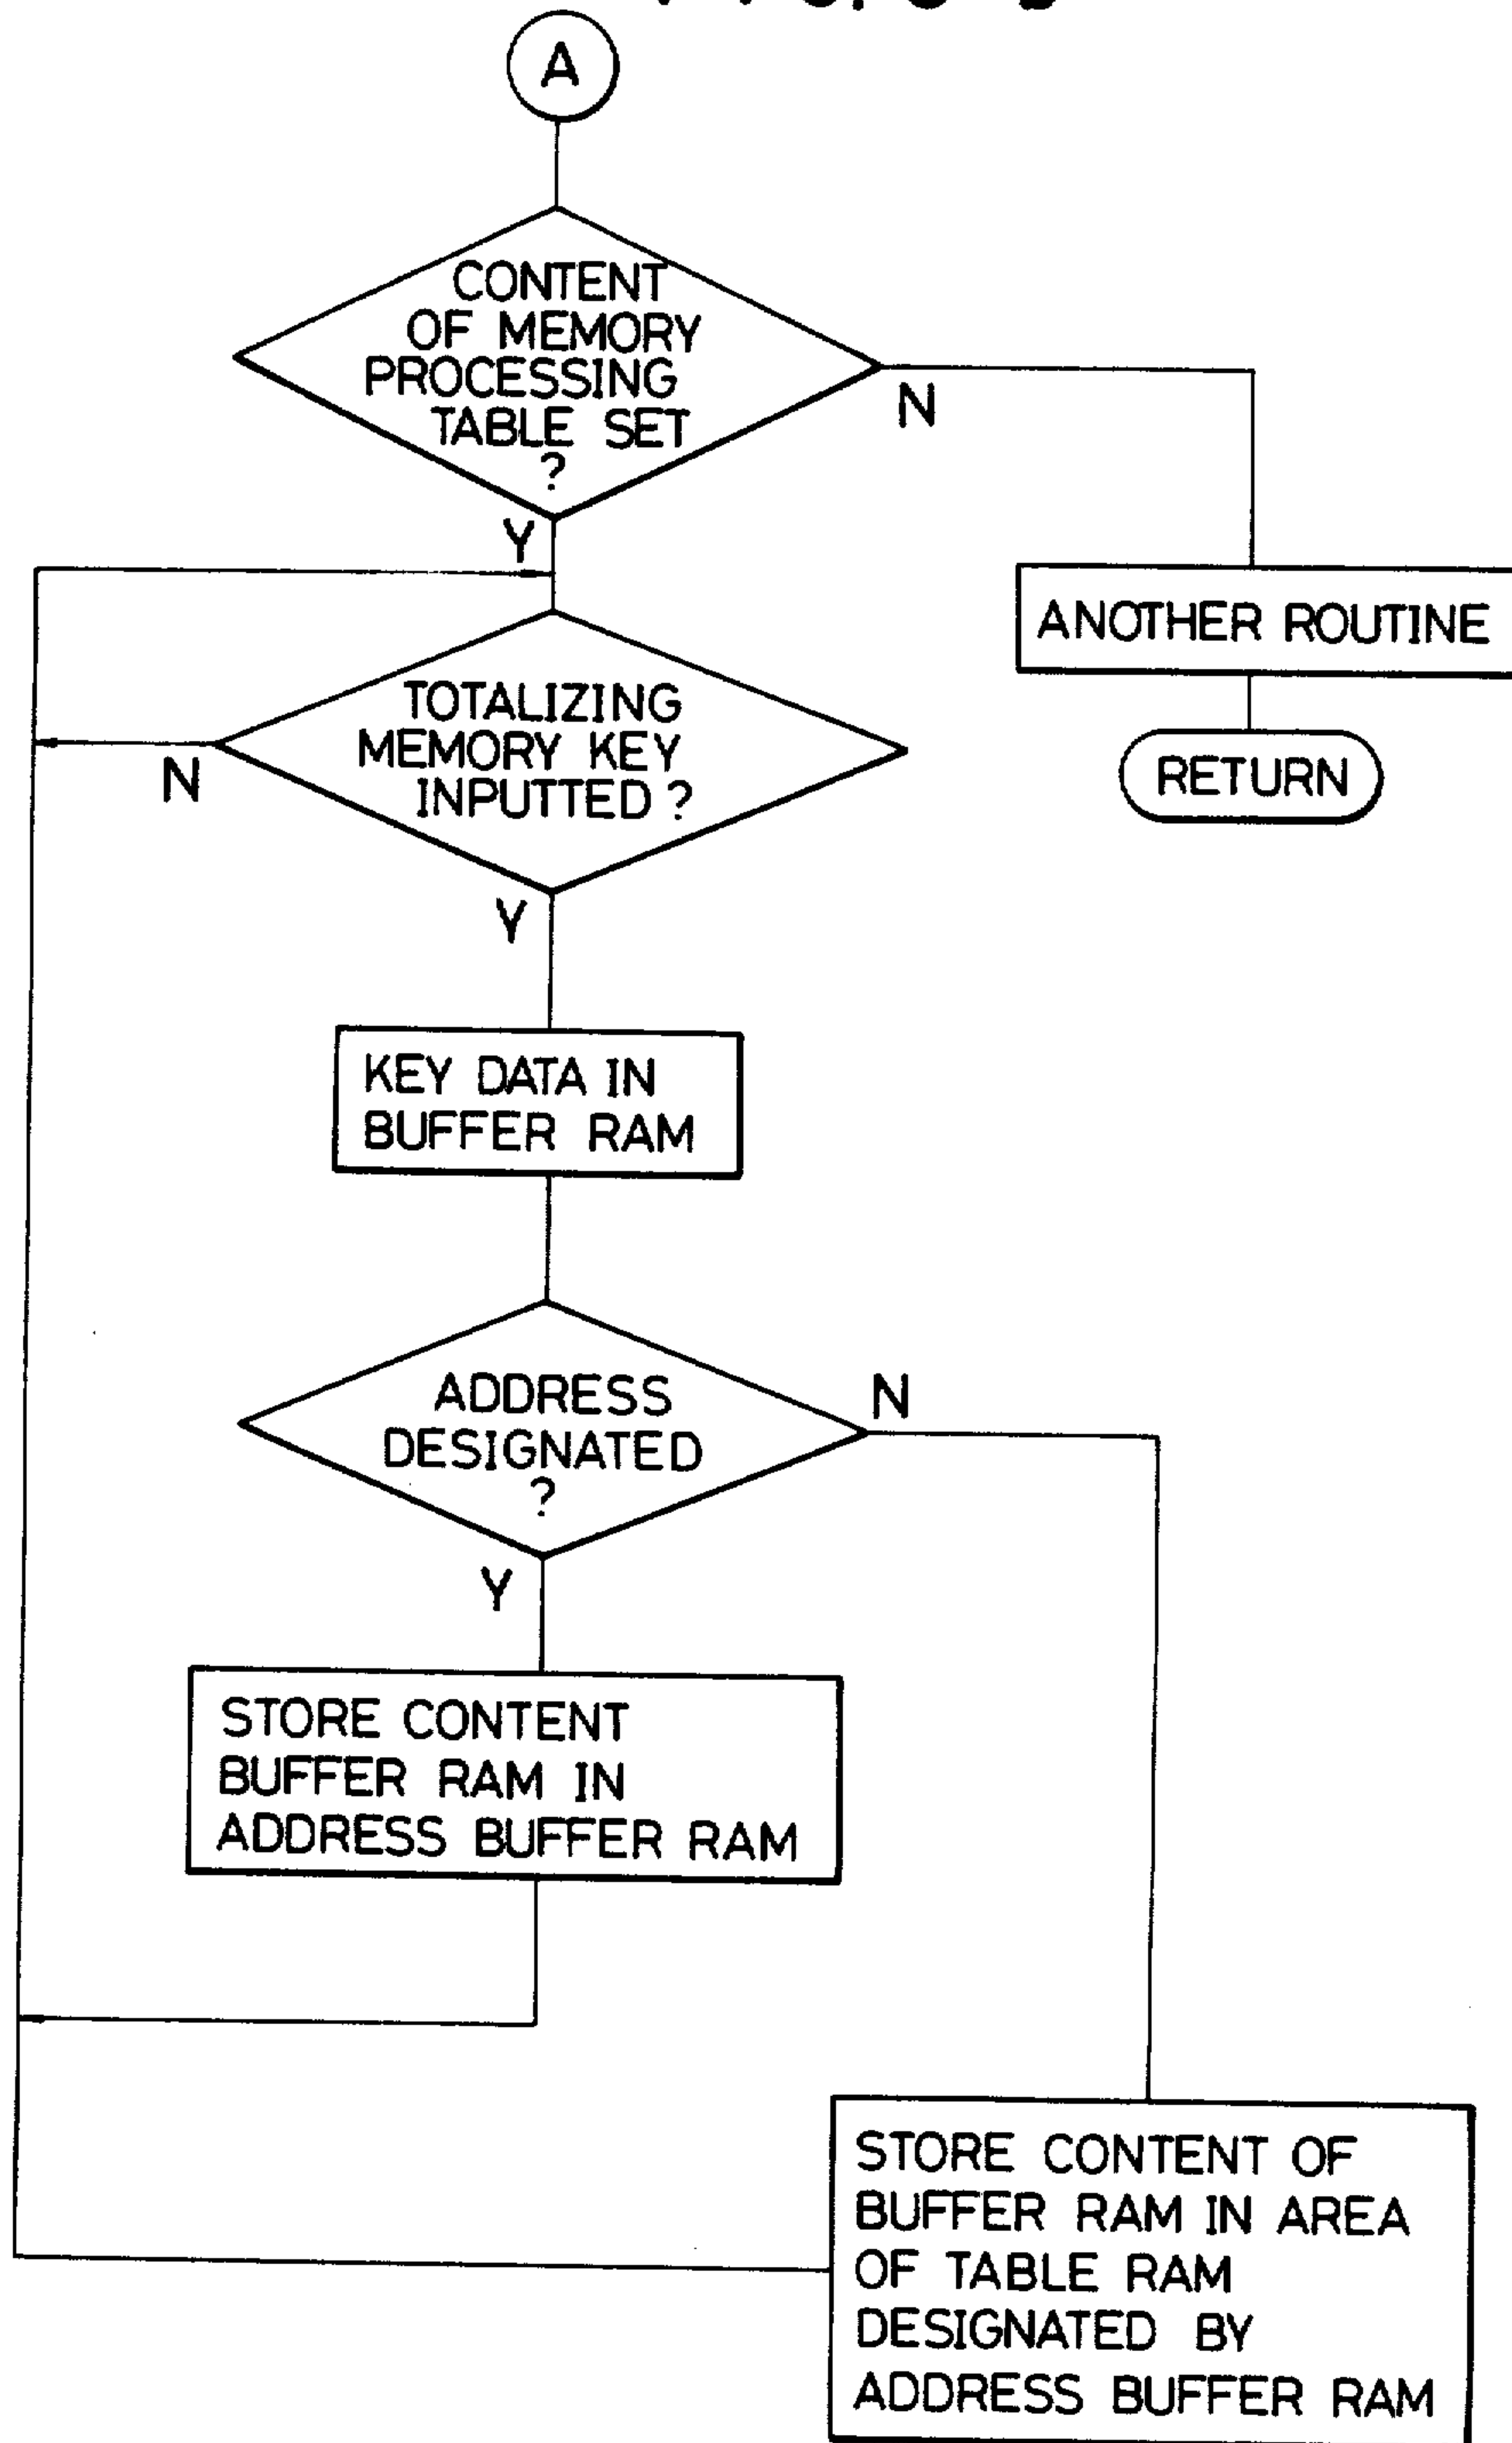 A
CONTENT
OF MEMORY
PROCESSING
TABLE SET
?
N
Y
ANOTHER ROUTINE
TOTALIZING
MEMORY KEY
INPUTTED ?
N
RETURN
Y
KEY DATA IN
BUFFER RAM
ADDRESS
DESIGNATED
?
N
Y
STORE CONTENT
BUFFER RAM IN
ADDRESS BUFFER RAM
STORE CONTENT OF
BUFFER RAM IN AREA
OF TABLE RAM
DESIGNATED BY
ADDRESS BUFFER RAM